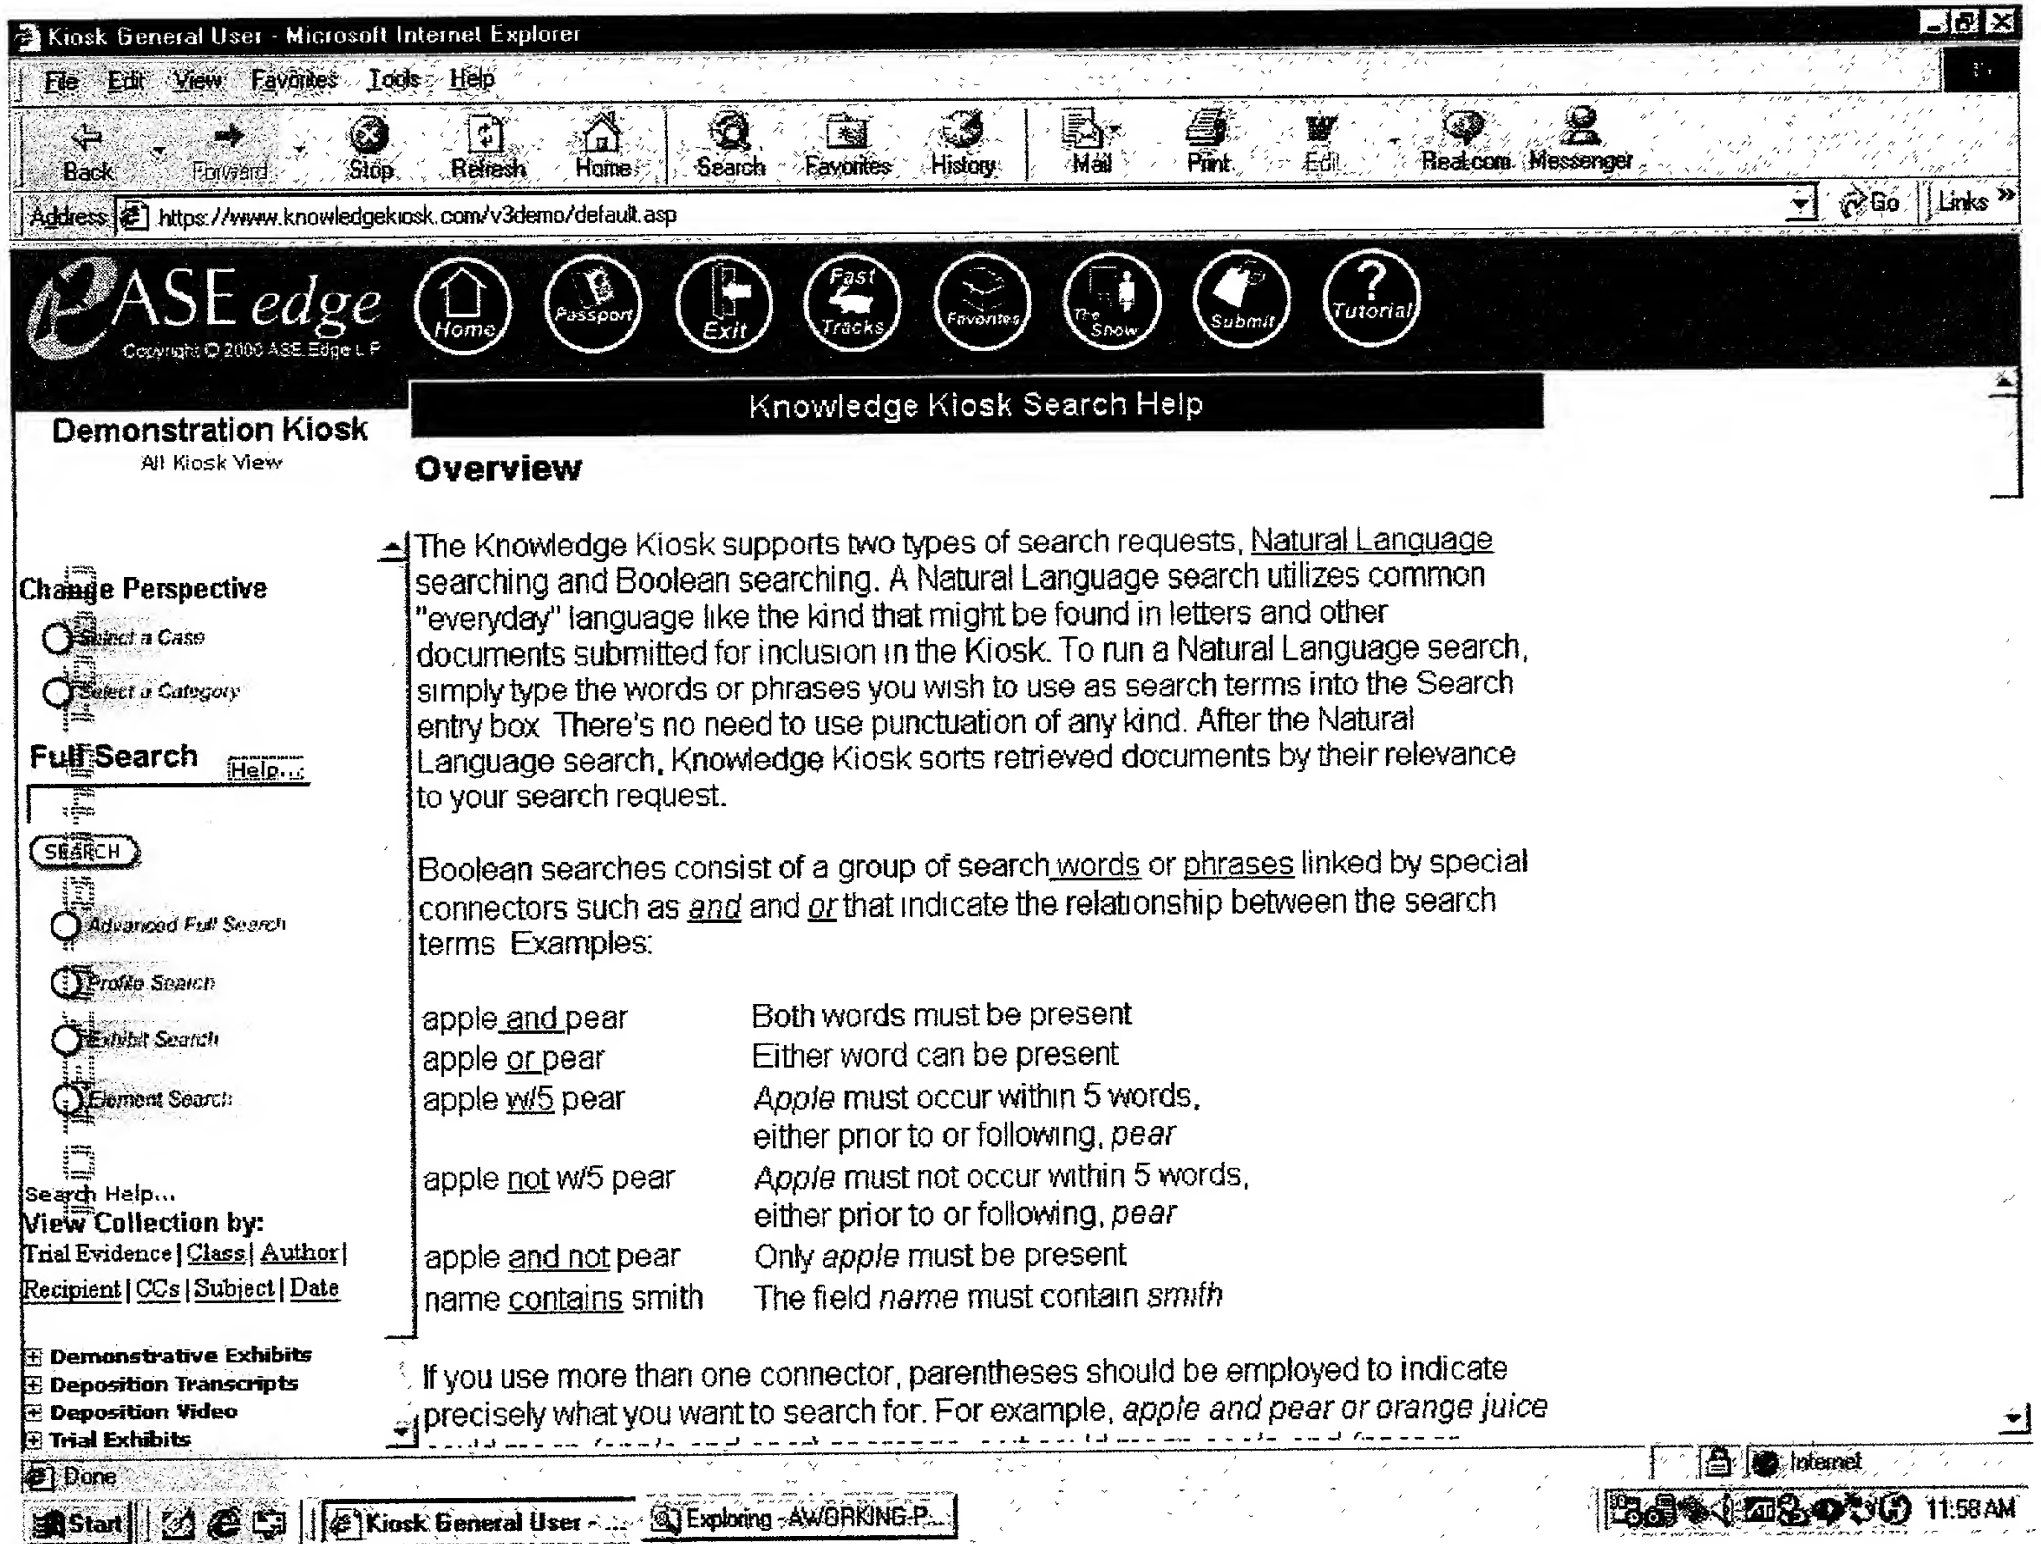 Kiosk General User - Microsoft Internet Explorer
File Edit View Favorites Tools Help
Back Forward Stop Refresh Home Search Favorites History Mail Print Edit Real.com Messenger
Address https://www.knowledgekiosk.com/v3demo/default.asp Go Links »
eASE edge
Copyright © 2000 ASE Edge L P
Home Passport Exit Fast Tracks Favorites The Show Submit ? Tutorial
Knowledge Kiosk Search Help
Demonstration Kiosk
All Kiosk View
Change Perspective
Select a Case
Select a Category
Full Search Help...
SEARCH
Advanced Full Search
Profile Search
Exhibit Search
Element Search
Search Help...
View Collection by:
Trial Evidence | Class | Author |
Recipient | CCs | Subject | Date
Demonstrative Exhibits
Deposition Transcripts
Deposition Video
Trial Exhibits
Overview
The Knowledge Kiosk supports two types of search requests, Natural Language
searching and Boolean searching. A Natural Language search utilizes common
"everyday" language like the kind that might be found in letters and other
documents submitted for inclusion in the Kiosk. To run a Natural Language search,
simply type the words or phrases you wish to use as search terms into the Search
entry box There's no need to use punctuation of any kind. After the Natural
Language search, Knowledge Kiosk sorts retrieved documents by their relevance
to your search request.
Boolean searches consist of a group of search words or phrases linked by special
connectors such as and and or that indicate the relationship between the search
terms Examples:
apple and pear Both words must be present
apple or pear Either word can be present
apple w/5 pear Apple must occur within 5 words,
either prior to or following, pear
apple not w/5 pear Apple must not occur within 5 words,
either prior to or following, pear
apple and not pear Only apple must be present
name contains smith The field name must contain smith
If you use more than one connector, parentheses should be employed to indicate
precisely what you want to search for. For example, apple and pear or orange juice
Done Internet
Start Kiosk General User - ... Exploring - AWORKING-P... 11:58 AM